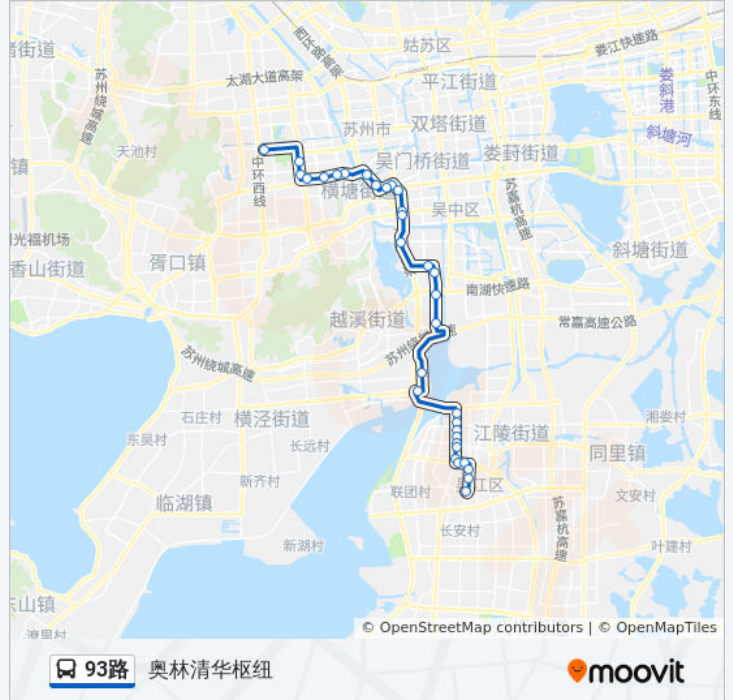 渚街道
西环路高架
姑苏区
娄江快速路
苏州绕城高速
太湖大道高架
平江街道
娄斜港
中环东线
苏州市
双塔街道
斜塘河
天池村
中环西线
吴门桥街道
娄葑街道
镇
横塘街
吴中区
苏嘉杭高速
光福机场
香山街道
胥口镇
斜塘街道
南湖快速路
越溪街道
常嘉高速公路
苏州绕城
苏州绕城高速
石庄村
横泾街道
湘娄村
东吴村
长远村
江陵街道
同里镇
新齐村
临湖镇
联团村
江区
文安村
苏嘉杭高速
长安村
新湖村
叶建村
东山镇
潦里村
© OpenStreetMap contributors | © OpenMapTiles
93路 奥林清华枢纽
moovit